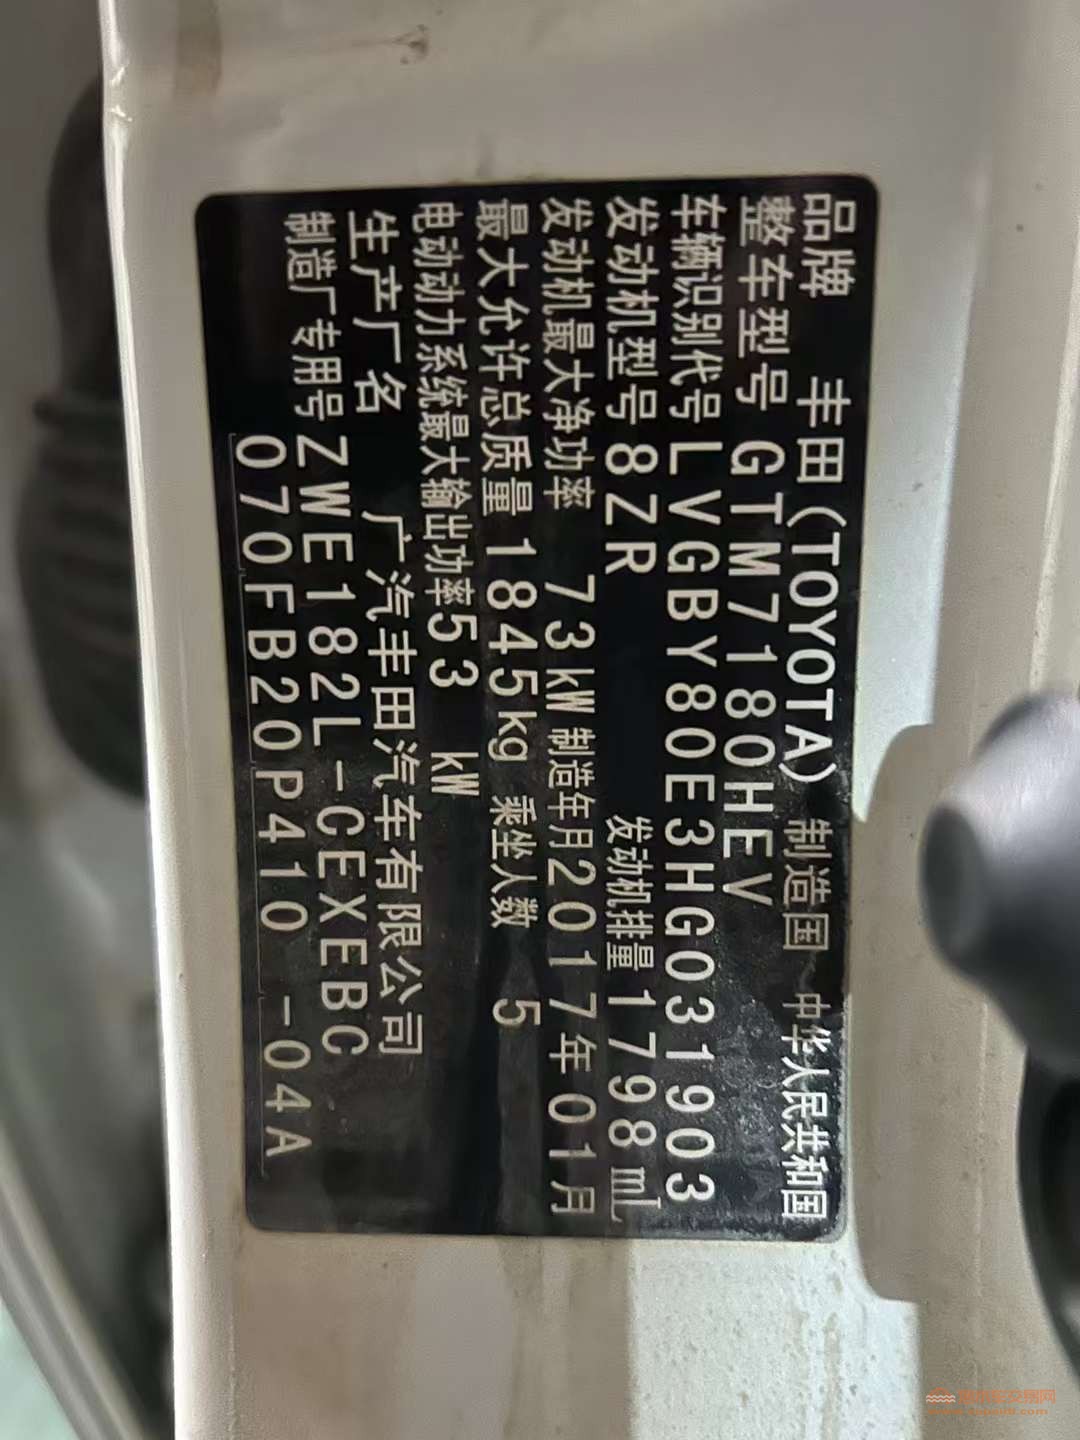 品牌 丰田(TOYOTA) 制造国 中华人民共和国
整车型号 GTM7180HEV
车辆识别代号 LVGBY80E3HG031903
发动机型号 8ZR 发动机排量 1798 mL
发动机最大净功率 73 kW 制造年月 2017年01月
最大允许总质量 1845kg 乘坐人数 5
电动动力系统最大输出功率 53 kW
生产厂名 广汽丰田汽车有限公司
制造厂专用号 ZWE182L-CEXEBC
070FB20P410 -04A